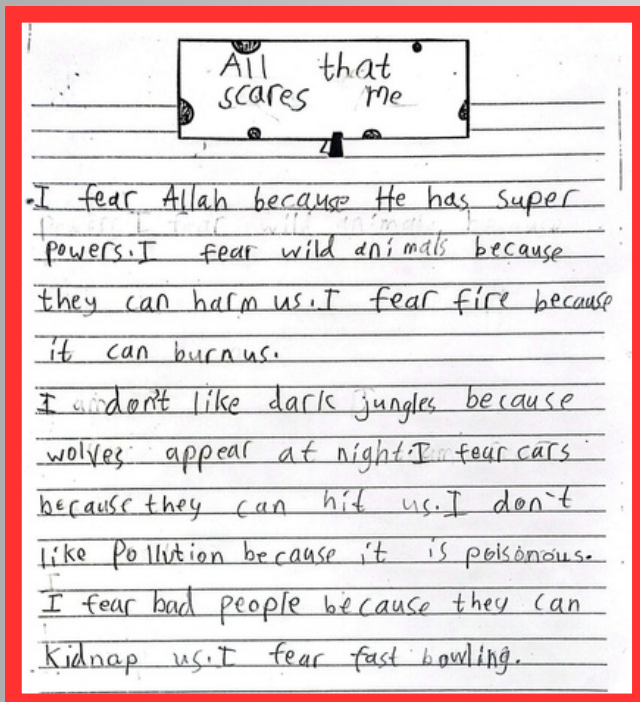 All that
scares me
I fear Allah because He has super
powers.I fear wild animals because
they can harm us.I fear fire because
it can burn us.
I don't like dark jungles because
wolves appear at night.I fear cars
because they can hit us.I don't
like Pollution because it is poisonous.
I fear bad people because they can
Kidnap us.I fear fast bowling.